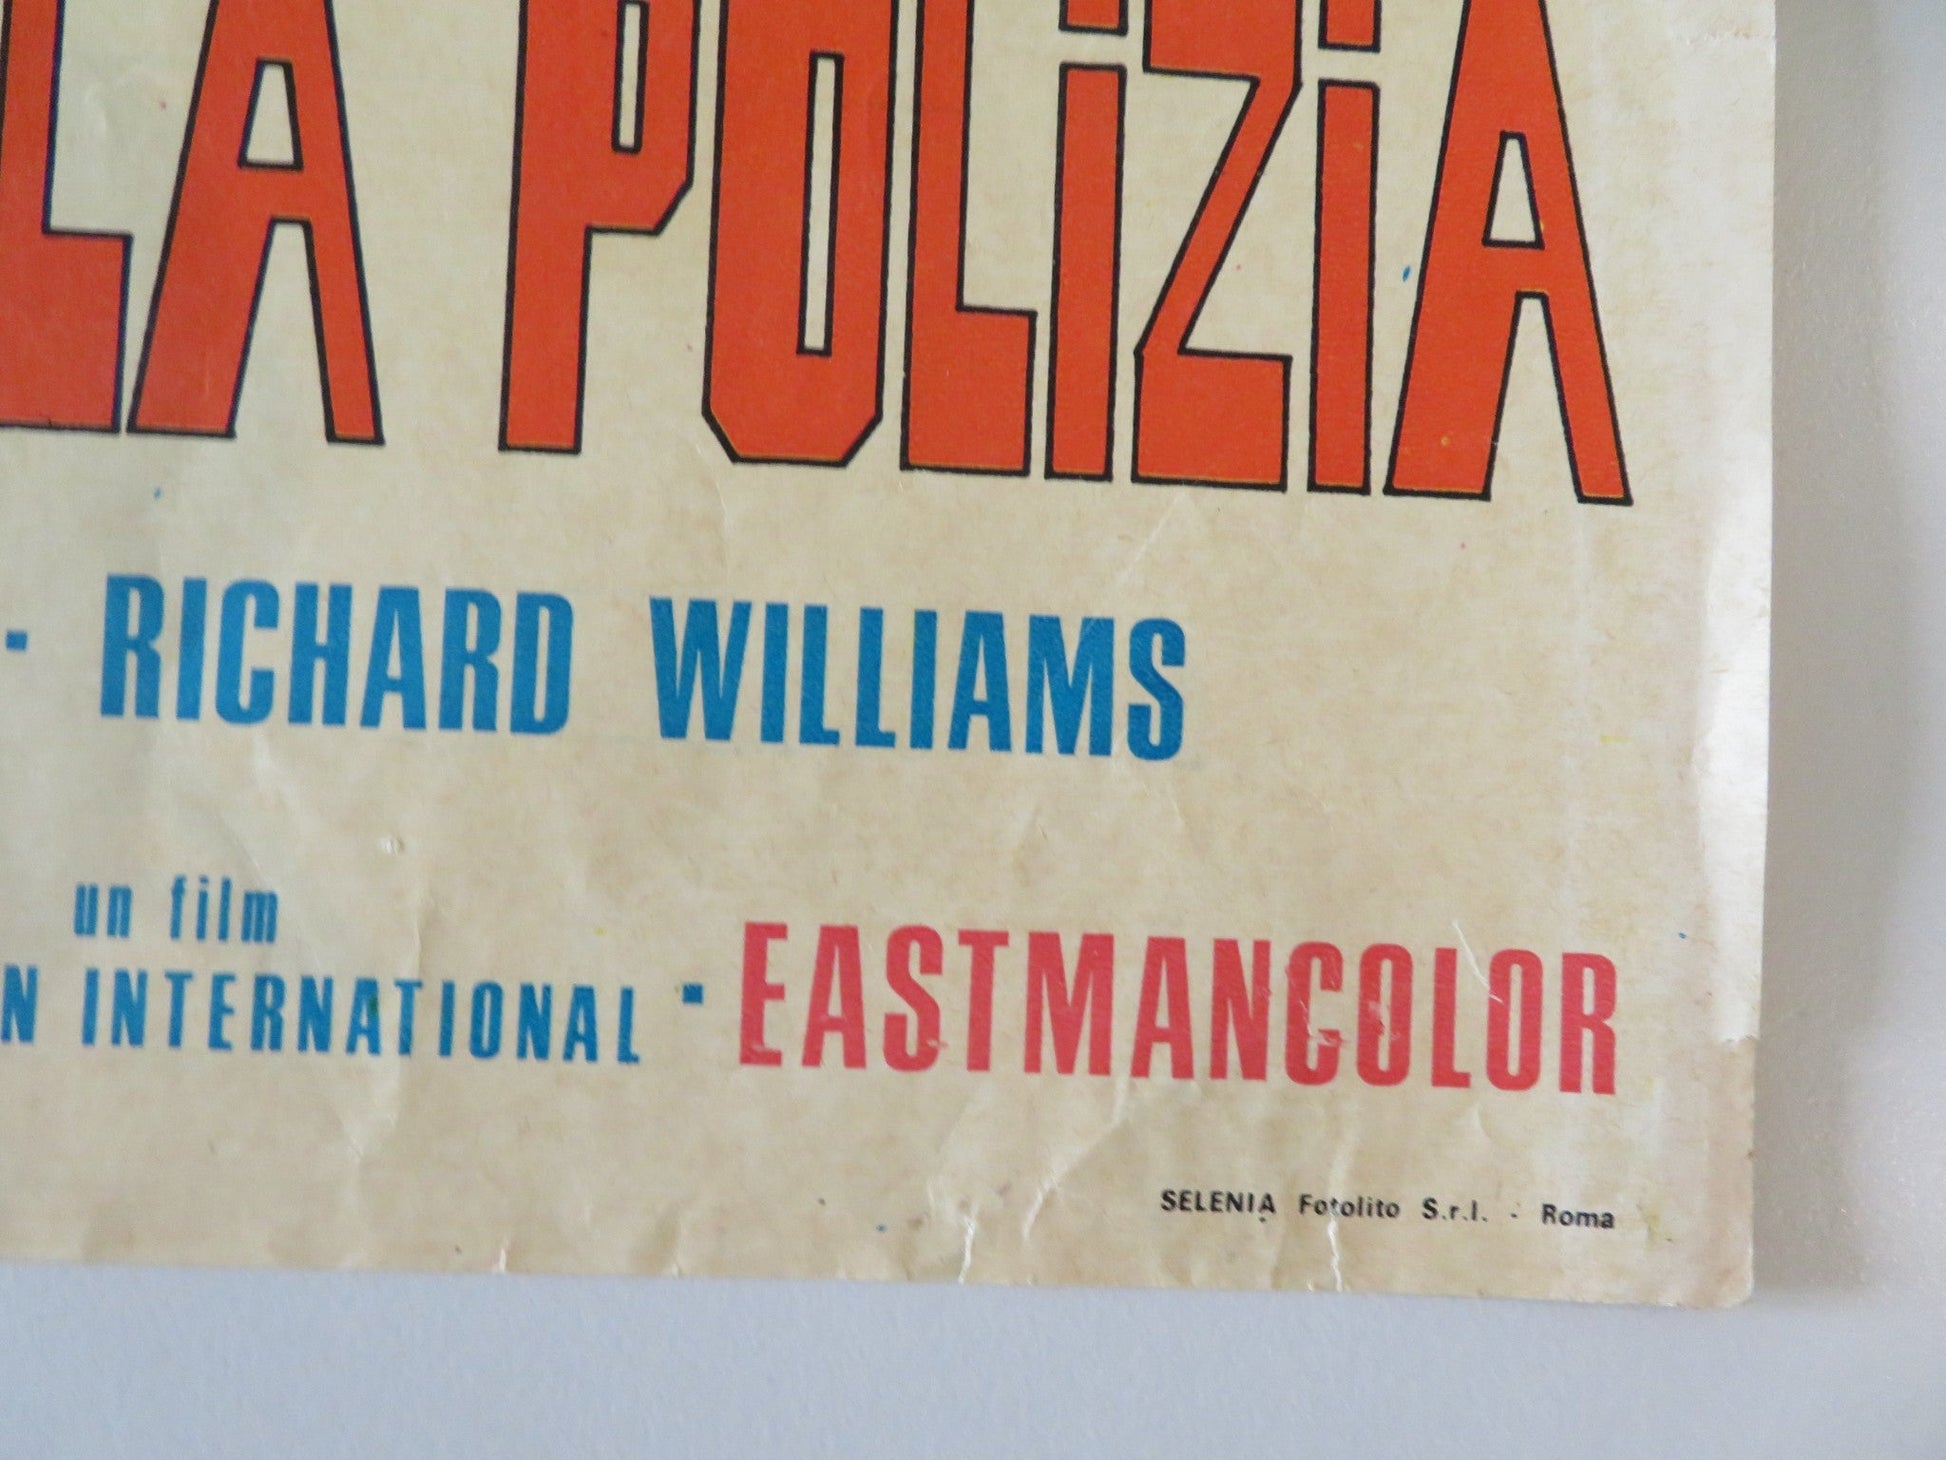 LA POLIZIA
- RICHARD WILLIAMS
un film
N INTERNATIONAL · EASTMANCOLOR
SELENIA Fotolito S.r.l. - Roma